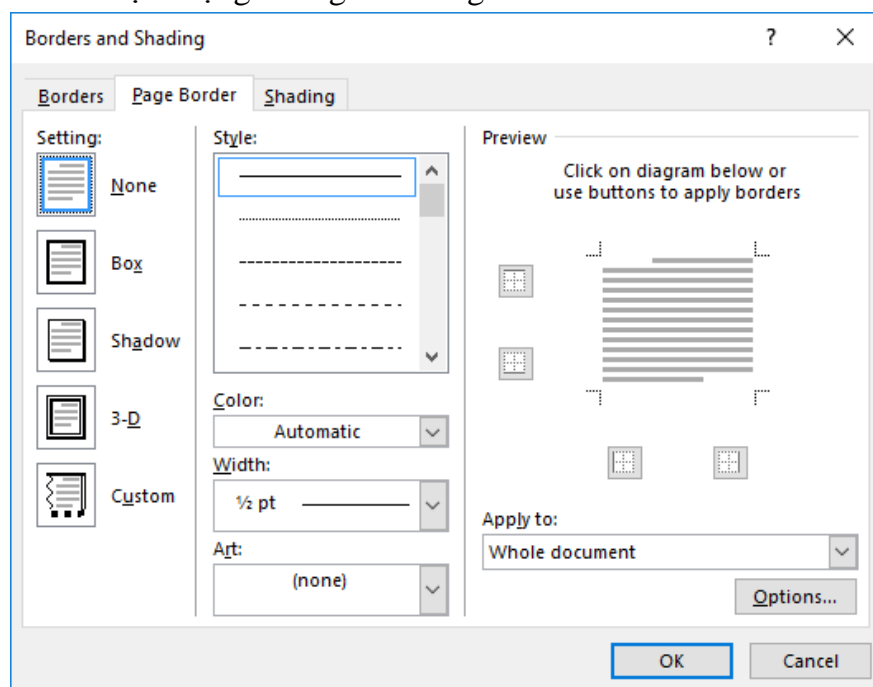 Borders and Shading
?
Borders
Page Border
Shading
Setting:
None
Box
Shadow
3-D
Custom
Style:
Color:
Automatic
Width:
½ pt
Art:
(none)
Preview
Click on diagram below or
use buttons to apply borders
Apply to:
Whole document
Options...
OK
Cancel